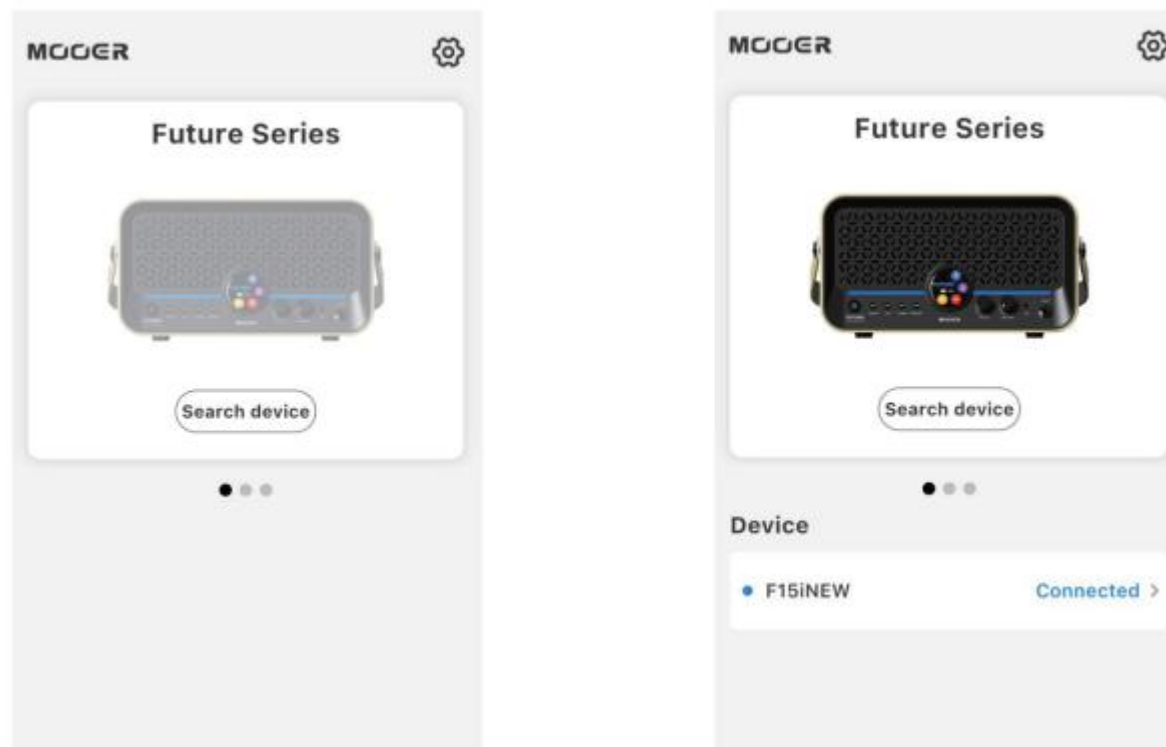 MOOER
Future Series
Search device
MOOER
Future Series
Search device
Device
F15iNEW
Connected >